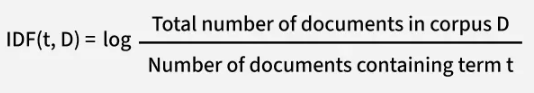 Total number of documents in corpus D
IDF(t, D) = log
Number of documents containing term t